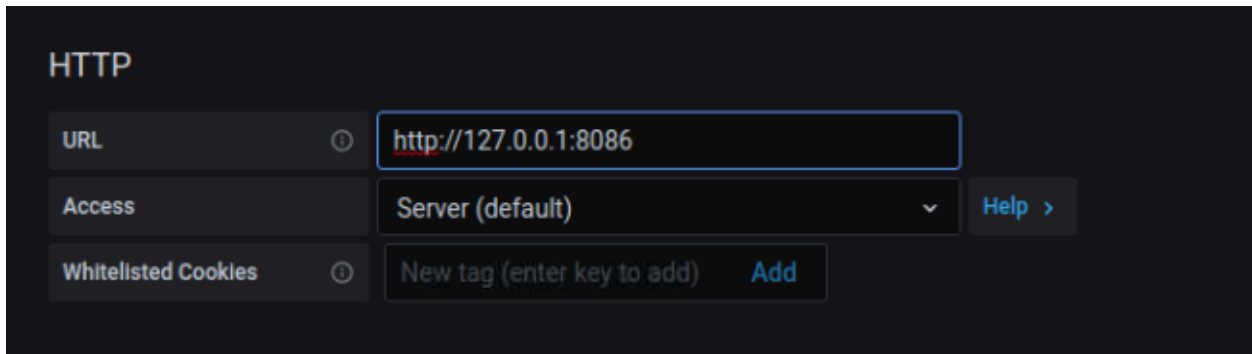 HTTP
URL http://127.0.0.1:8086
Access Server (default) Help >
Whitelisted Cookies New tag (enter key to add) Add